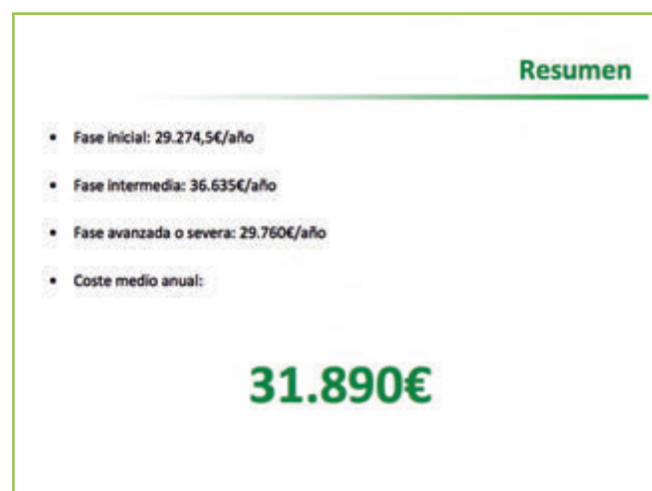 Resumen
• Fase inicial: 29.274,5€/año
• Fase intermedia: 36.635€/año
• Fase avanzada o severa: 29.760€/año
• Coste medio anual:
31.890€